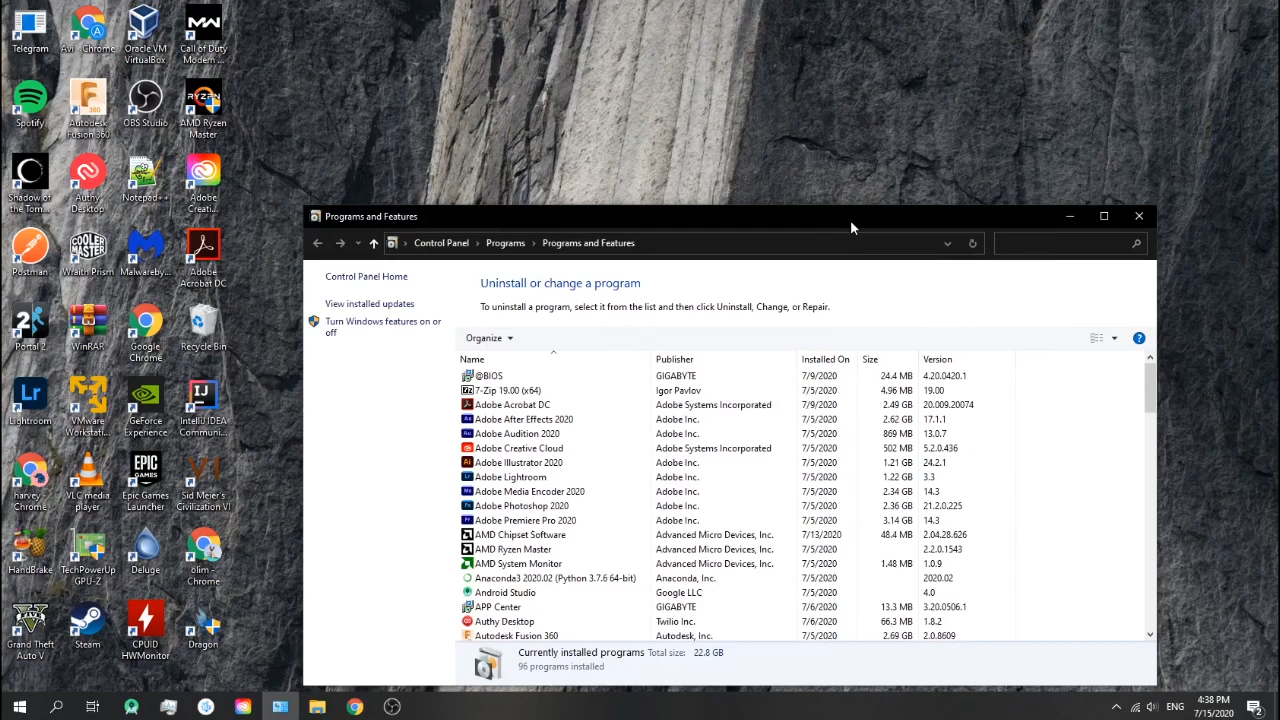 Telegram
Avi - Chrome
Oracle VM
VirtualBox
Call of Duty
Modern ...
Spotify
Autodesk
Fusion 360
OBS Studio
AMD Ryzen
Master
Shadow of
the Tom...
Authy
Desktop
Notepad++
Adobe
Creati...
Postman
Wraith Prism
Malwareby...
Adobe
Acrobat DC
Portal 2
WinRAR
Google
Chrome
Recycle Bin
Lightroom
VMware
Workstati...
GeForce
Experience
IntelliJ IDEA
Communi...
harvey -
Chrome
VLC media
player
Epic Games
Launcher
Sid Meier's
Civilization VI
HandBrake
TechPowerUp
GPU-Z
Deluge
olim -
Chrome
Grand Theft
Auto V
Steam
CPUID
HWMonitor
Dragon
Programs and Features
Control Panel > Programs > Programs and Features
Control Panel Home
View installed updates
Turn Windows features on or
off
Uninstall or change a program
To uninstall a program, select it from the list and then click Uninstall, Change, or Repair.
Organize
Name Publisher Installed On Size Version
@BIOS GIGABYTE 7/9/2020 24.4 MB 4.20.0420.1
7-Zip 19.00 (x64) Igor Pavlov 7/5/2020 4.96 MB 19.00
Adobe Acrobat DC Adobe Systems Incorporated 7/9/2020 2.49 GB 20.009.20074
Adobe After Effects 2020 Adobe Inc. 7/5/2020 2.62 GB 17.1.1
Adobe Audition 2020 Adobe Inc. 7/5/2020 869 MB 13.0.7
Adobe Creative Cloud Adobe Systems Incorporated 7/5/2020 502 MB 5.2.0.436
Adobe Illustrator 2020 Adobe Inc. 7/5/2020 1.21 GB 24.2.1
Adobe Lightroom Adobe Inc. 7/5/2020 1.22 GB 3.3
Adobe Media Encoder 2020 Adobe Inc. 7/5/2020 2.34 GB 14.3
Adobe Photoshop 2020 Adobe Inc. 7/5/2020 2.36 GB 21.2.0.225
Adobe Premiere Pro 2020 Adobe Inc. 7/5/2020 3.14 GB 14.3
AMD Chipset Software Advanced Micro Devices, Inc. 7/13/2020 48.4 MB 2.04.28.626
AMD Ryzen Master Advanced Micro Devices, Inc. 7/5/2020 2.2.0.1543
AMD System Monitor Advanced Micro Devices, Inc. 7/5/2020 1.48 MB 1.0.9
Anaconda3 2020.02 (Python 3.7.6 64-bit) Anaconda, Inc. 7/5/2020 2020.02
Android Studio Google LLC 7/5/2020 4.0
APP Center GIGABYTE 7/6/2020 13.3 MB 3.20.0506.1
Authy Desktop Twilio Inc. 7/6/2020 66.3 MB 1.8.2
Autodesk Fusion 360 Autodesk, Inc. 7/5/2020 2.69 GB 2.0.8609
Currently installed programs Total size: 22.8 GB
96 programs installed
ENG
4:38 PM
7/15/2020
2